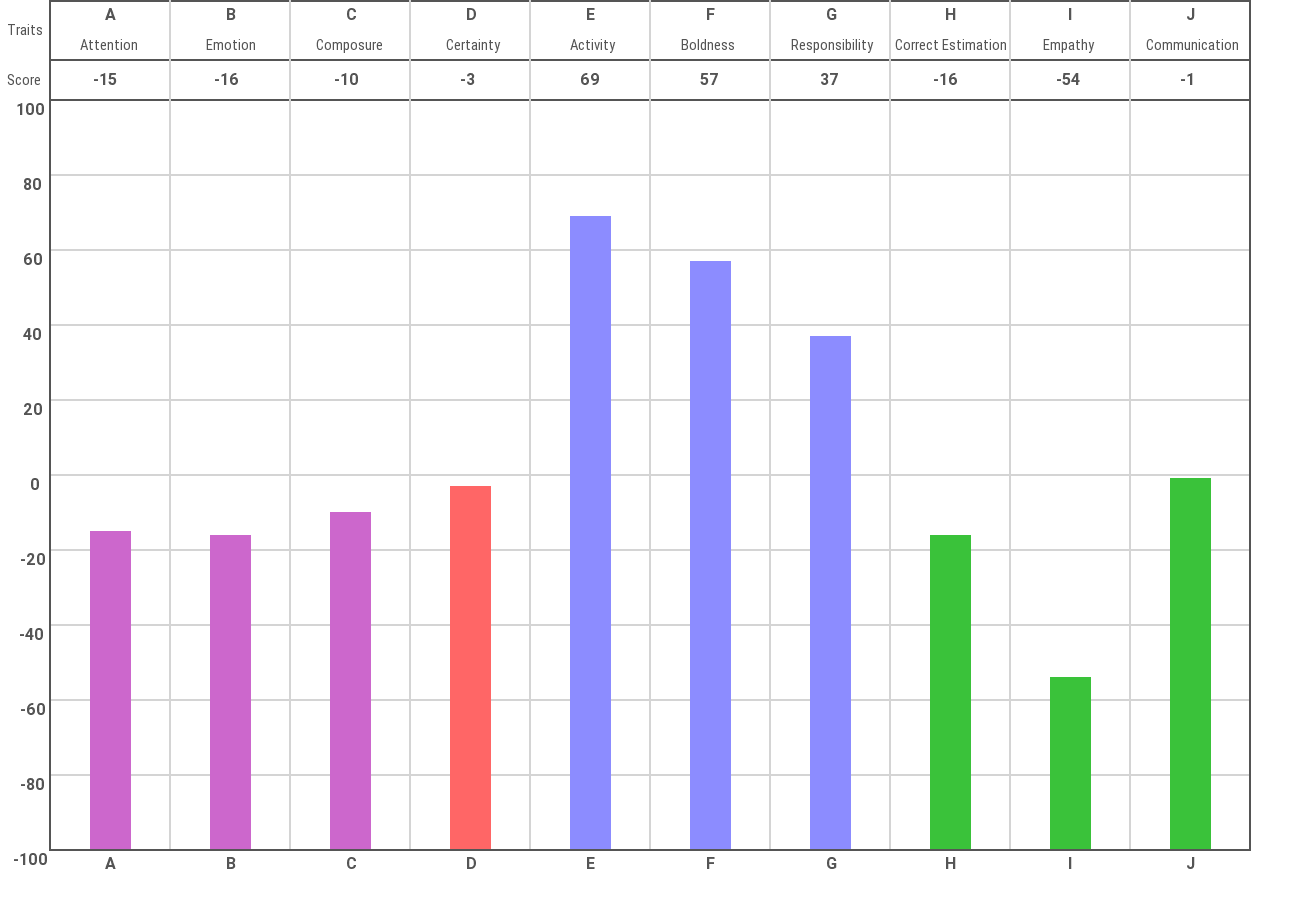 A B C D E F G H I J
Traits
Attention Emotion Composure Certainty Activity Boldness Responsibility Correct Estimation Empathy Communication
Score -15 -16 -10 -3 69 57 37 -16 -54 -1
100
80
60
40
20
0
-20
-40
-60
-80
-100
A B C D E F G H I J